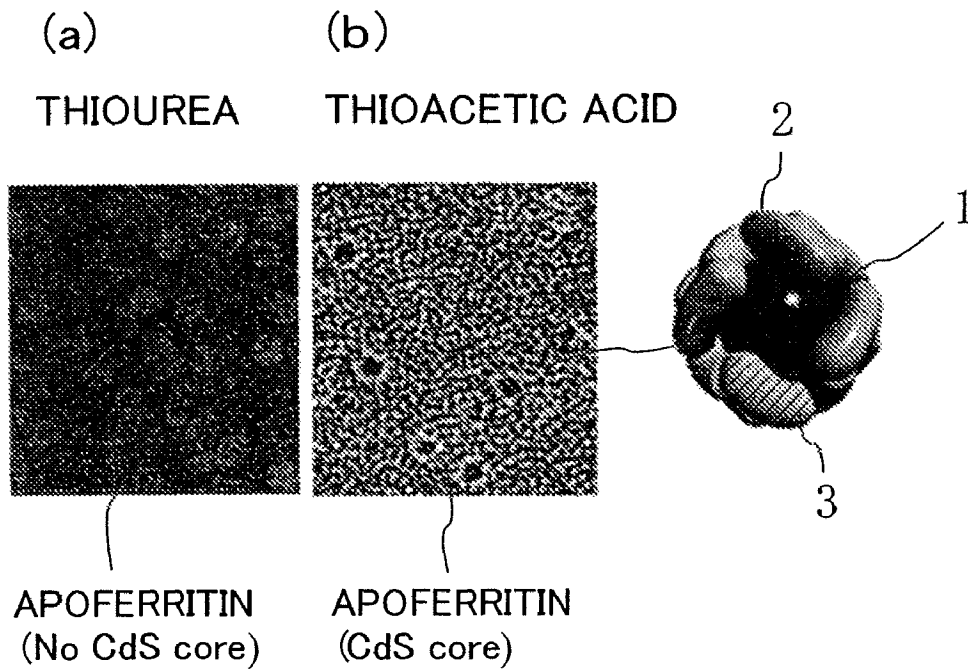 (a)
THIOUREA
(b)
THIOACETIC ACID
2
1
3
APOFERRITIN
(No CdS core)
APOFERRITIN
(CdS core)